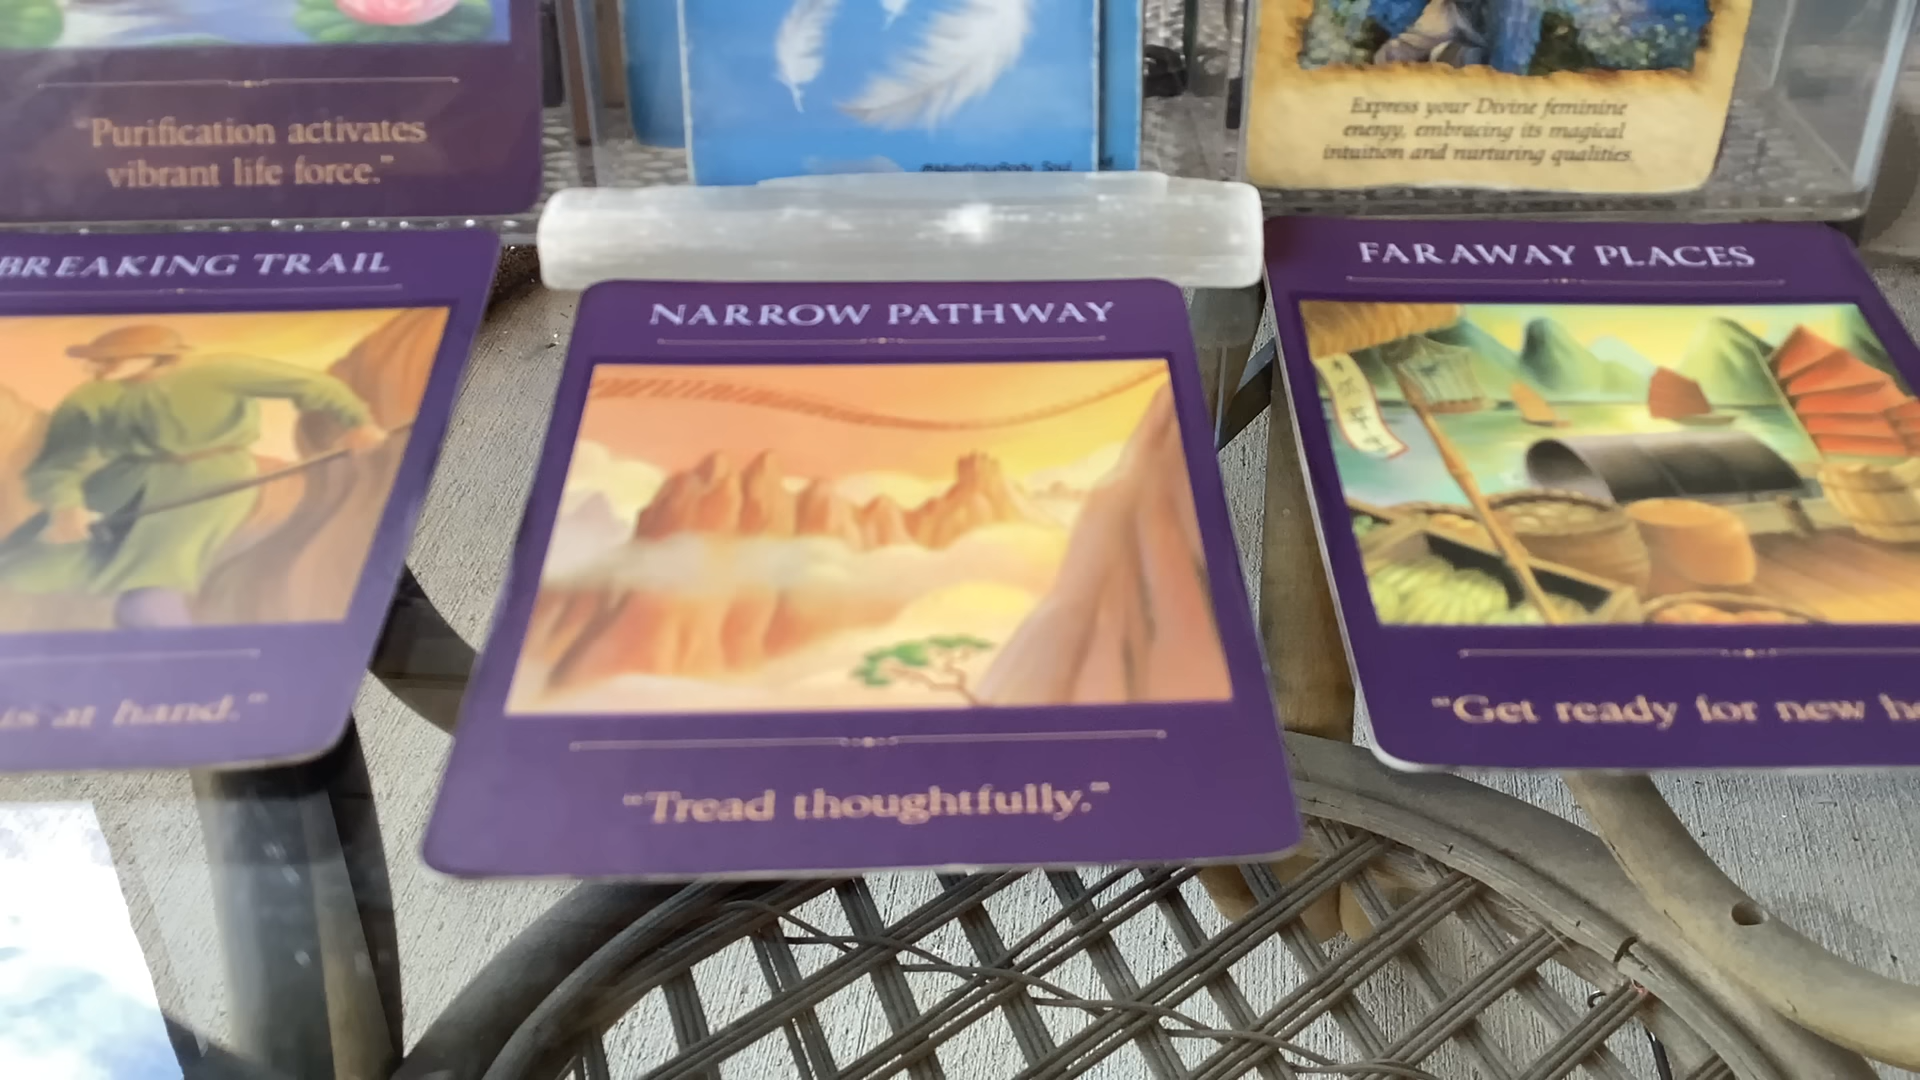 "Purification activates
vibrant life force."
Express your Divine feminine
energy, embracing its magical
intuition and nurturing qualities.
BREAKING TRAIL
is at hand."
NARROW PATHWAY
"Tread thoughtfully."
FARAWAY PLACES
"Get ready for new